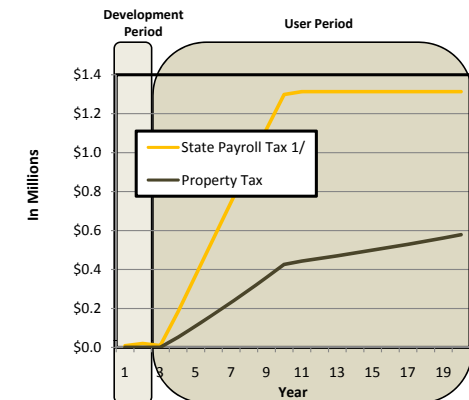 Development
Period
User Period
In Millions
$1.4
$1.2
$1.0
$0.8
$0.6
$0.4
$0.2
$0.0
State Payroll Tax 1/
Property Tax
1 3 5 7 9 11 13 15 17 19
Year